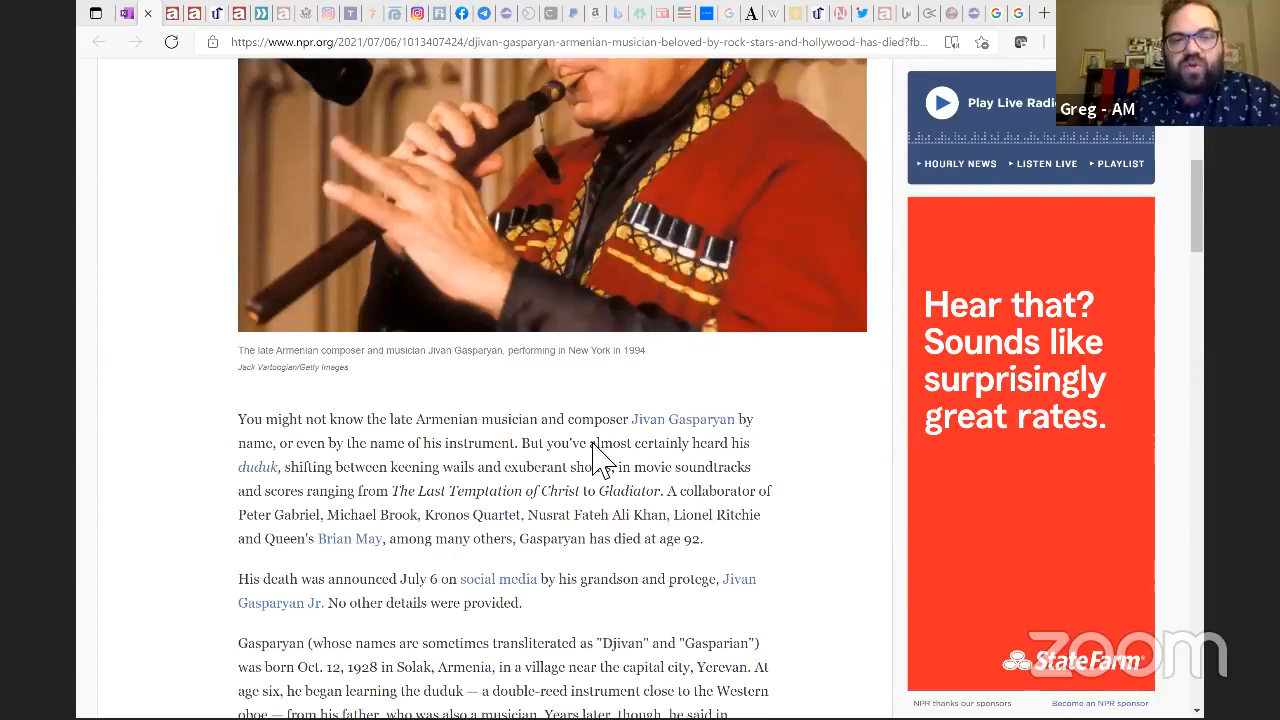 https://www.npr.org/2021/07/06/1013407424/djivan-gasparyan-armenian-musician-beloved-by-rock-stars-and-hollywood-has-died?fb...
Greg - AM
Play Live Radio
HOURLY NEWS
LISTEN LIVE
PLAYLIST
The late Armenian composer and musician Jivan Gasparyan, performing in New York in 1994.
Jack Vartoogian/Getty Images
You might not know the late Armenian musician and composer Jivan Gasparyan by
name, or even by the name of his instrument. But you've almost certainly heard his
duduk, shifting between keening wails and exuberant in movie soundtracks
and scores ranging from The Last Temptation of Christ to Gladiator. A collaborator of
Peter Gabriel, Michael Brook, Kronos Quartet, Nusrat Fateh Ali Khan, Lionel Ritchie
and Queen's Brian May, among many others, Gasparyan has died at age 92.
His death was announced July 6 on social media by his grandson and protege, Jivan
Gasparyan Jr. No other details were provided.
Gasparyan (whose names are sometimes transliterated as "Djivan" and "Gasparian")
was born Oct. 12, 1928 in Solak, Armenia, in a village near the capital city, Yerevan. At
age six, he began learning the duduk — a double-reed instrument close to the Western
oboe — from his father, who was also a musician. Years later, though, he said in
Hear that?
Sounds like
surprisingly
great rates.
StateFarm
zoom
NPR thanks our sponsors
Become an NPR sponsor